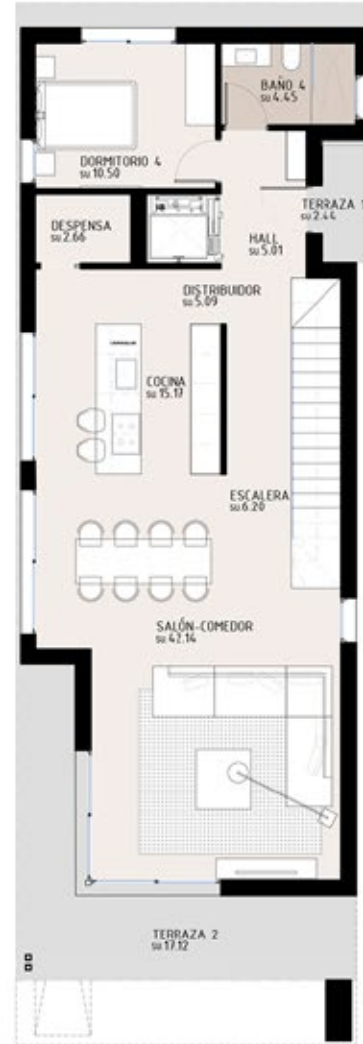 BAÑO 4
su 4.45
DORMITORIO 4
su 10.50
TERRAZA 1
su 2.44
DESPENSA
su 2.66
HALL
su 5.01
DISTRIBUIDOR
su 5.09
COCINA
su 15.17
ESCALERA
su 6.20
SALÓN-COMEDOR
su 42.14
TERRAZA 2
su 17.12